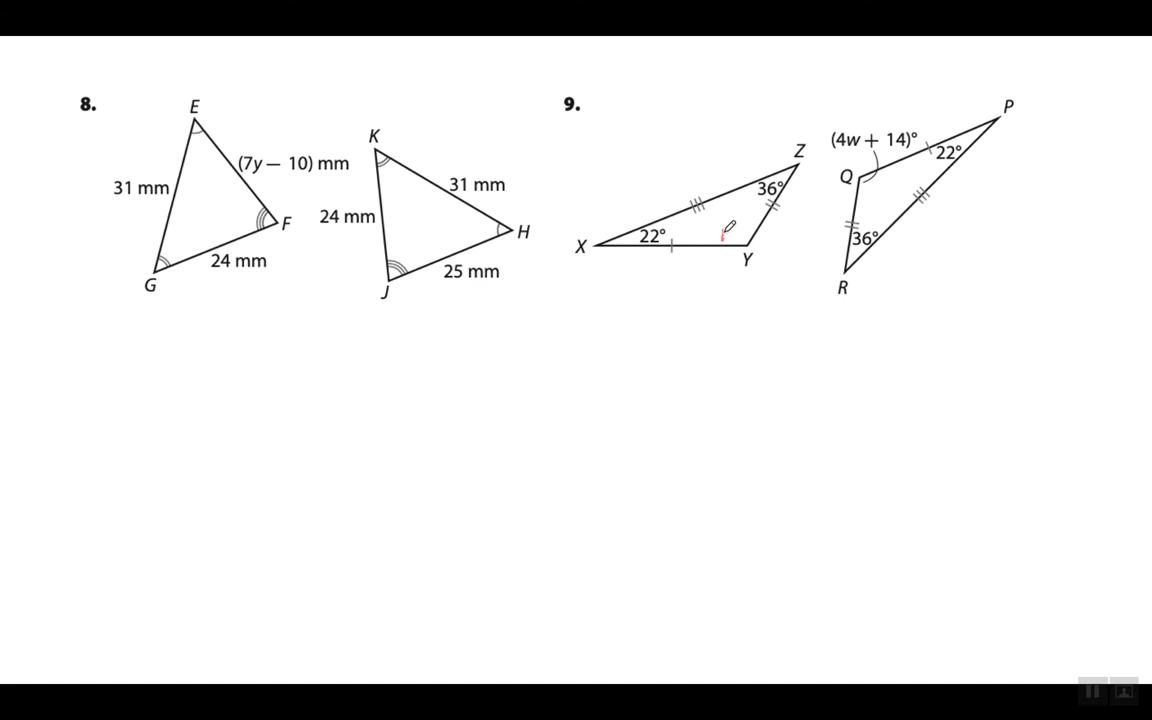 8.
E
K
(7y — 10) mm
31 mm
31 mm
24 mm
F
H
24 mm
25 mm
G
J
9.
P
(4w + 14)°
Z
22°
Q
36°
22°
36°
X
Y
R